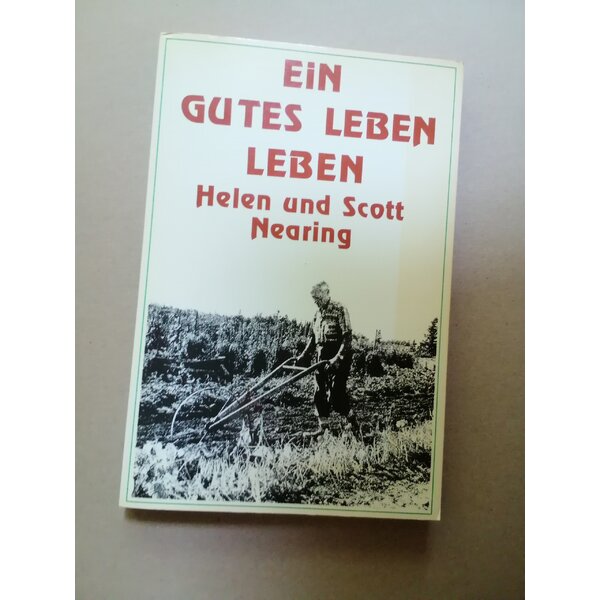 EiN
GUTES LEBEN
LEBEN
Helen und Scott
Nearing